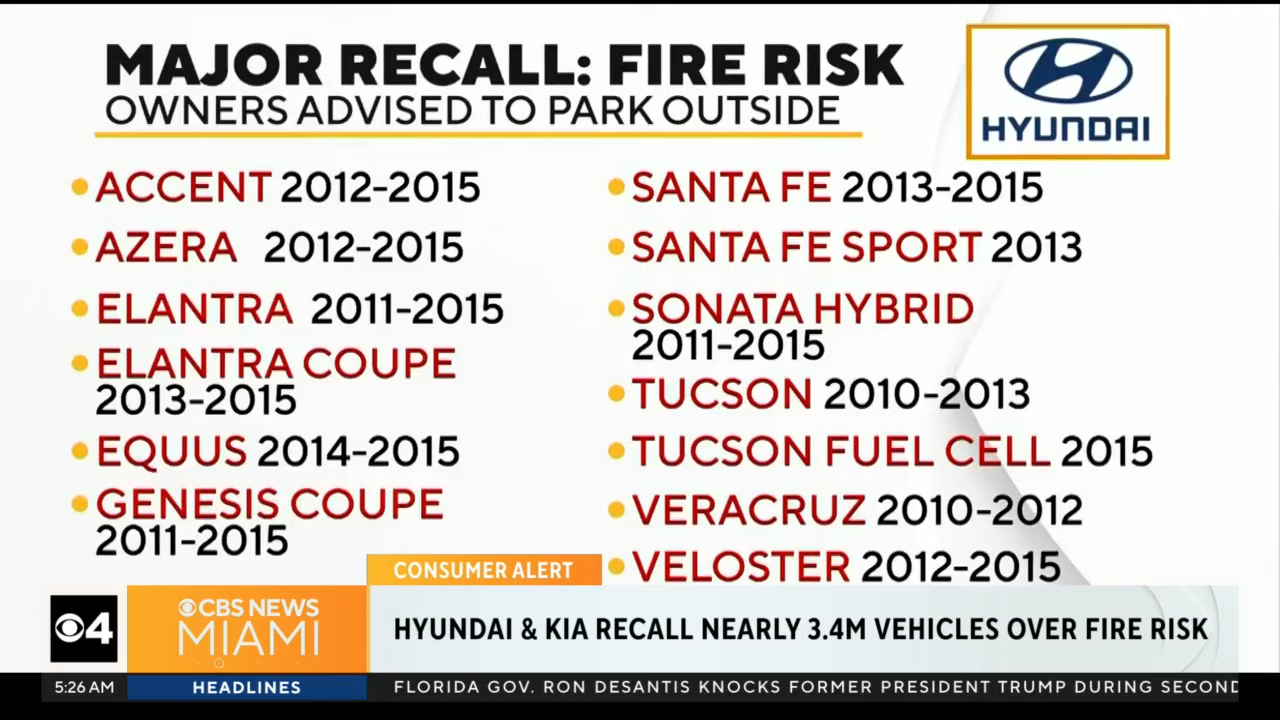 MAJOR RECALL: FIRE RISK
OWNERS ADVISED TO PARK OUTSIDE
HYUNDAI
ACCENT 2012-2015
AZERA 2012-2015
ELANTRA 2011-2015
ELANTRA COUPE
2013-2015
EQUUS 2014-2015
GENESIS COUPE
2011-2015
SANTA FE 2013-2015
SANTA FE SPORT 2013
SONATA HYBRID
2011-2015
TUCSON 2010-2013
TUCSON FUEL CELL 2015
VERACRUZ 2010-2012
VELOSTER 2012-2015
CONSUMER ALERT
4
CBS NEWS
MIAMI
HYUNDAI & KIA RECALL NEARLY 3.4M VEHICLES OVER FIRE RISK
5:26 AM
HEADLINES
FLORIDA GOV. RON DESANTIS KNOCKS FORMER PRESIDENT TRUMP DURING SECOND